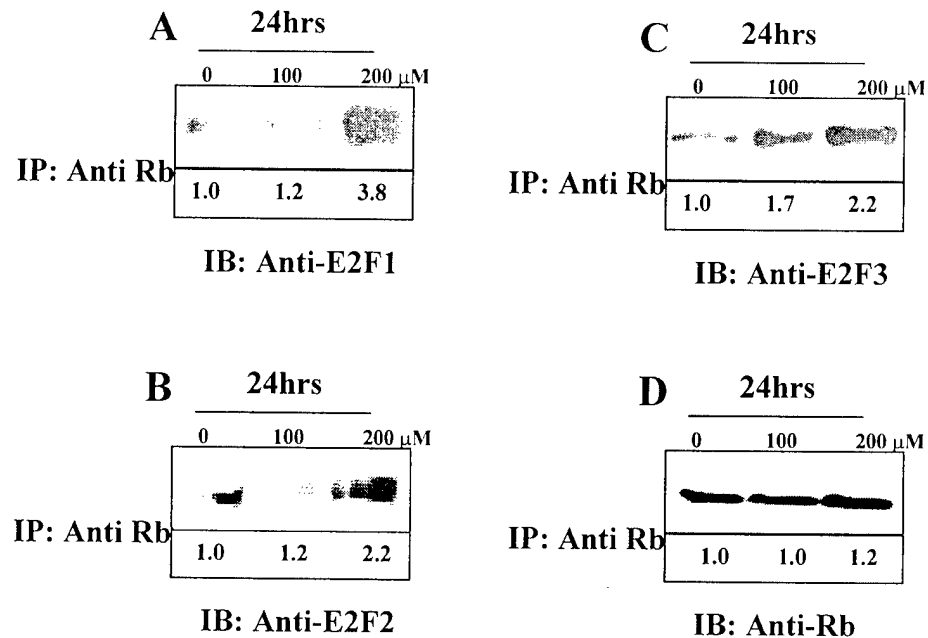 A
24hrs
0 100 200 μM
IP: Anti Rb
1.0 1.2 3.8
IB: Anti-E2F1
C
24hrs
0 100 200 μM
IP: Anti Rb
1.0 1.7 2.2
IB: Anti-E2F3
B
24hrs
0 100 200 μM
IP: Anti Rb
1.0 1.2 2.2
IB: Anti-E2F2
D
24hrs
0 100 200 μM
IP: Anti Rb
1.0 1.0 1.2
IB: Anti-Rb